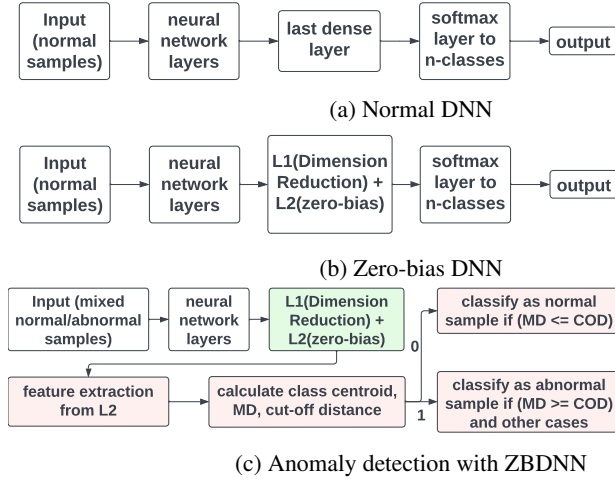 Input
(normal
samples)
neural
network
layers
last dense
layer
softmax
layer to
n-classes
output
(a) Normal DNN
Input
(normal
samples)
neural
network
layers
L1(Dimension
Reduction) +
L2(zero-bias)
softmax
layer to
n-classes
output
(b) Zero-bias DNN
Input (mixed
normal/abnormal
samples)
neural
network
layers
L1(Dimension
Reduction) +
L2(zero-bias)
0
classify as normal
sample if (MD <= COD)
feature extraction
from L2
calculate class centroid,
MD, cut-off distance
1
classify as abnormal
sample if (MD >= COD)
and other cases
(c) Anomaly detection with ZBDNN